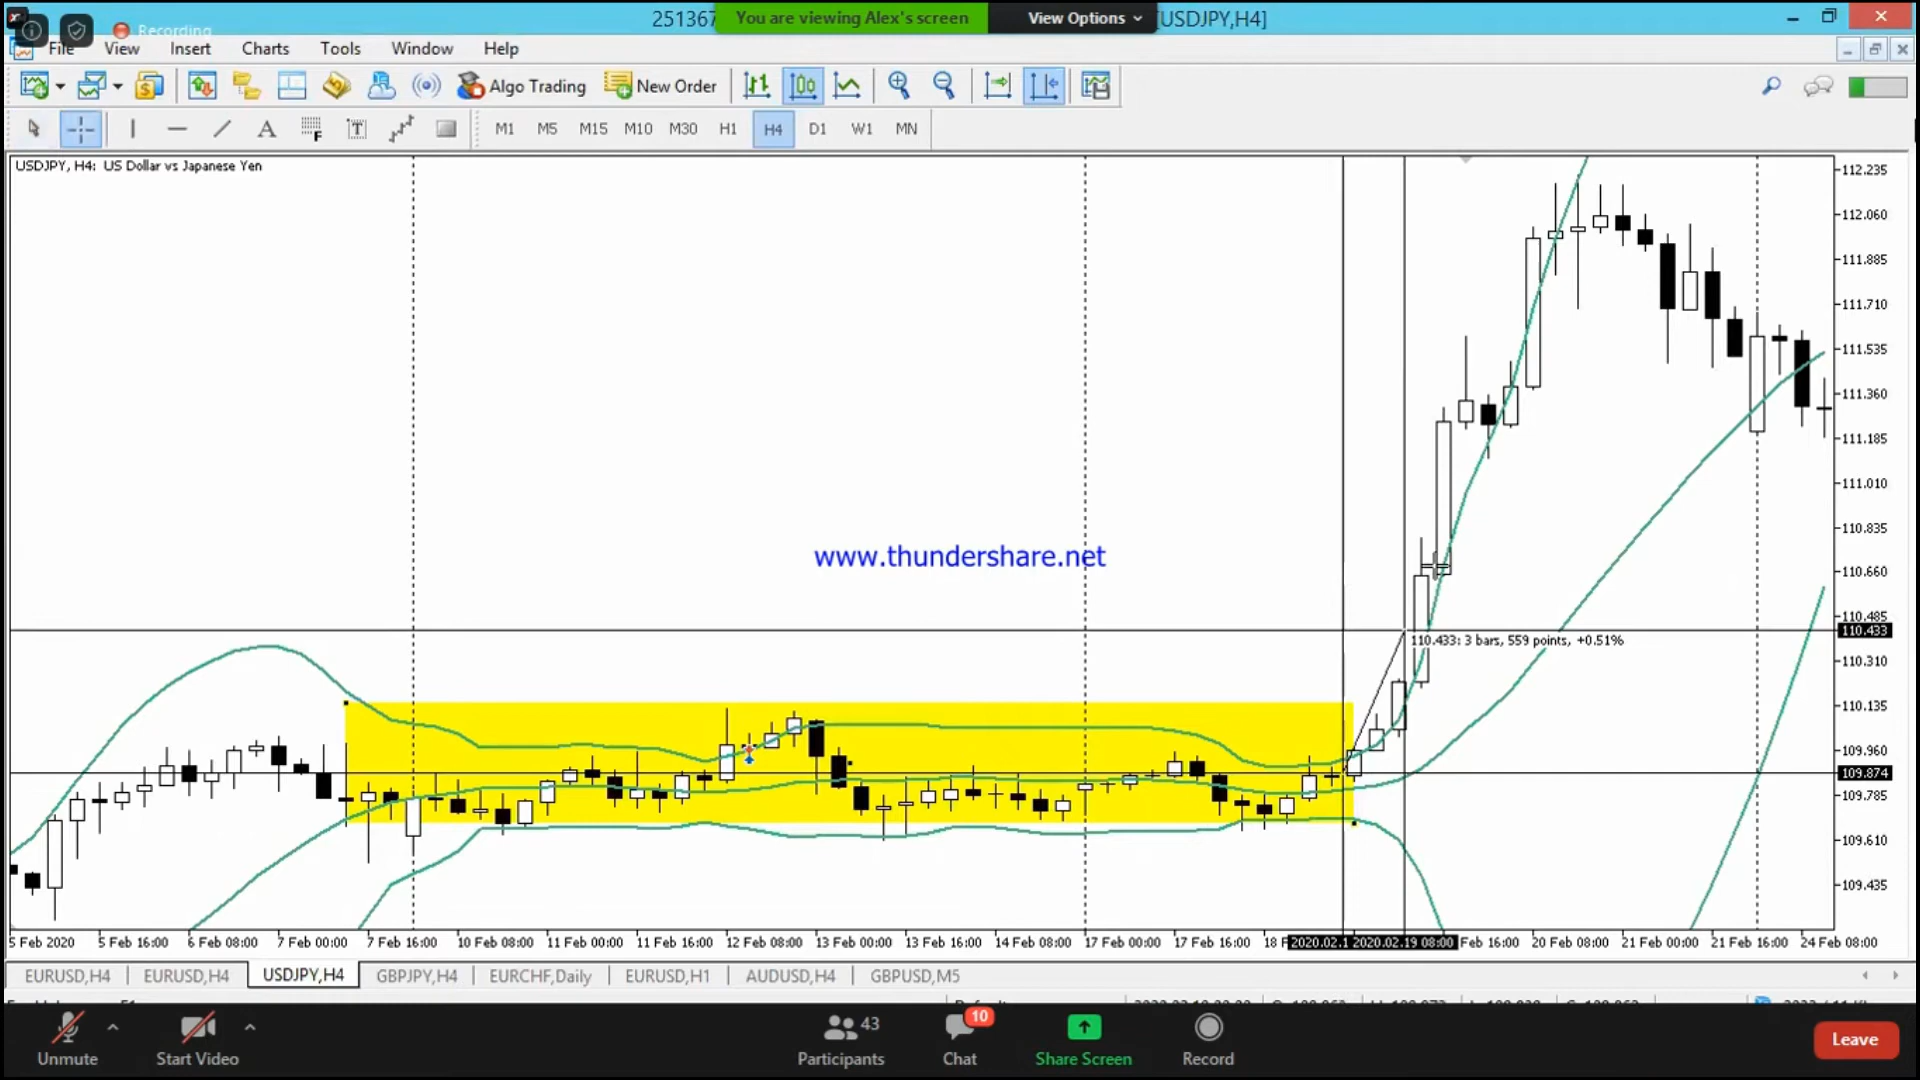 251367
You are viewing Alex's screen
View Options
[USDJPY,H4]
Recording
File View Insert Charts Tools Window Help
Algo Trading New Order
A F T M1 M5 M15 M10 M30 H1 H4 D1 W1 MN
USDJPY, H4: US Dollar vs Japanese Yen
112.235
112.060
111.885
111.710
111.535
111.360
111.185
111.010
110.835
www.thundershare.net
110.660
110.485
110.433
110.433: 3 bars, 559 points, +0.51%
110.310
110.135
109.960
109.874
109.785
109.610
109.435
5 Feb 2020 5 Feb 16:00 6 Feb 08:00 7 Feb 00:00 7 Feb 16:00 10 Feb 08:00 11 Feb 00:00 11 Feb 16:00 12 Feb 08:00 13 Feb 00:00 13 Feb 16:00 14 Feb 08:00 17 Feb 00:00 17 Feb 16:00 18 F 2020.02.1 2020.02.19 08:00 Feb 16:00 20 Feb 08:00 21 Feb 00:00 21 Feb 16:00 24 Feb 08:00
EURUSD,H4 EURUSD,H4 USDJPY,H4 GBPJPY,H4 EURCHF,Daily EURUSD,H1 AUDUSD,H4 GBPUSD,M5
43 10
Unmute Start Video Participants Chat Share Screen Record Leave